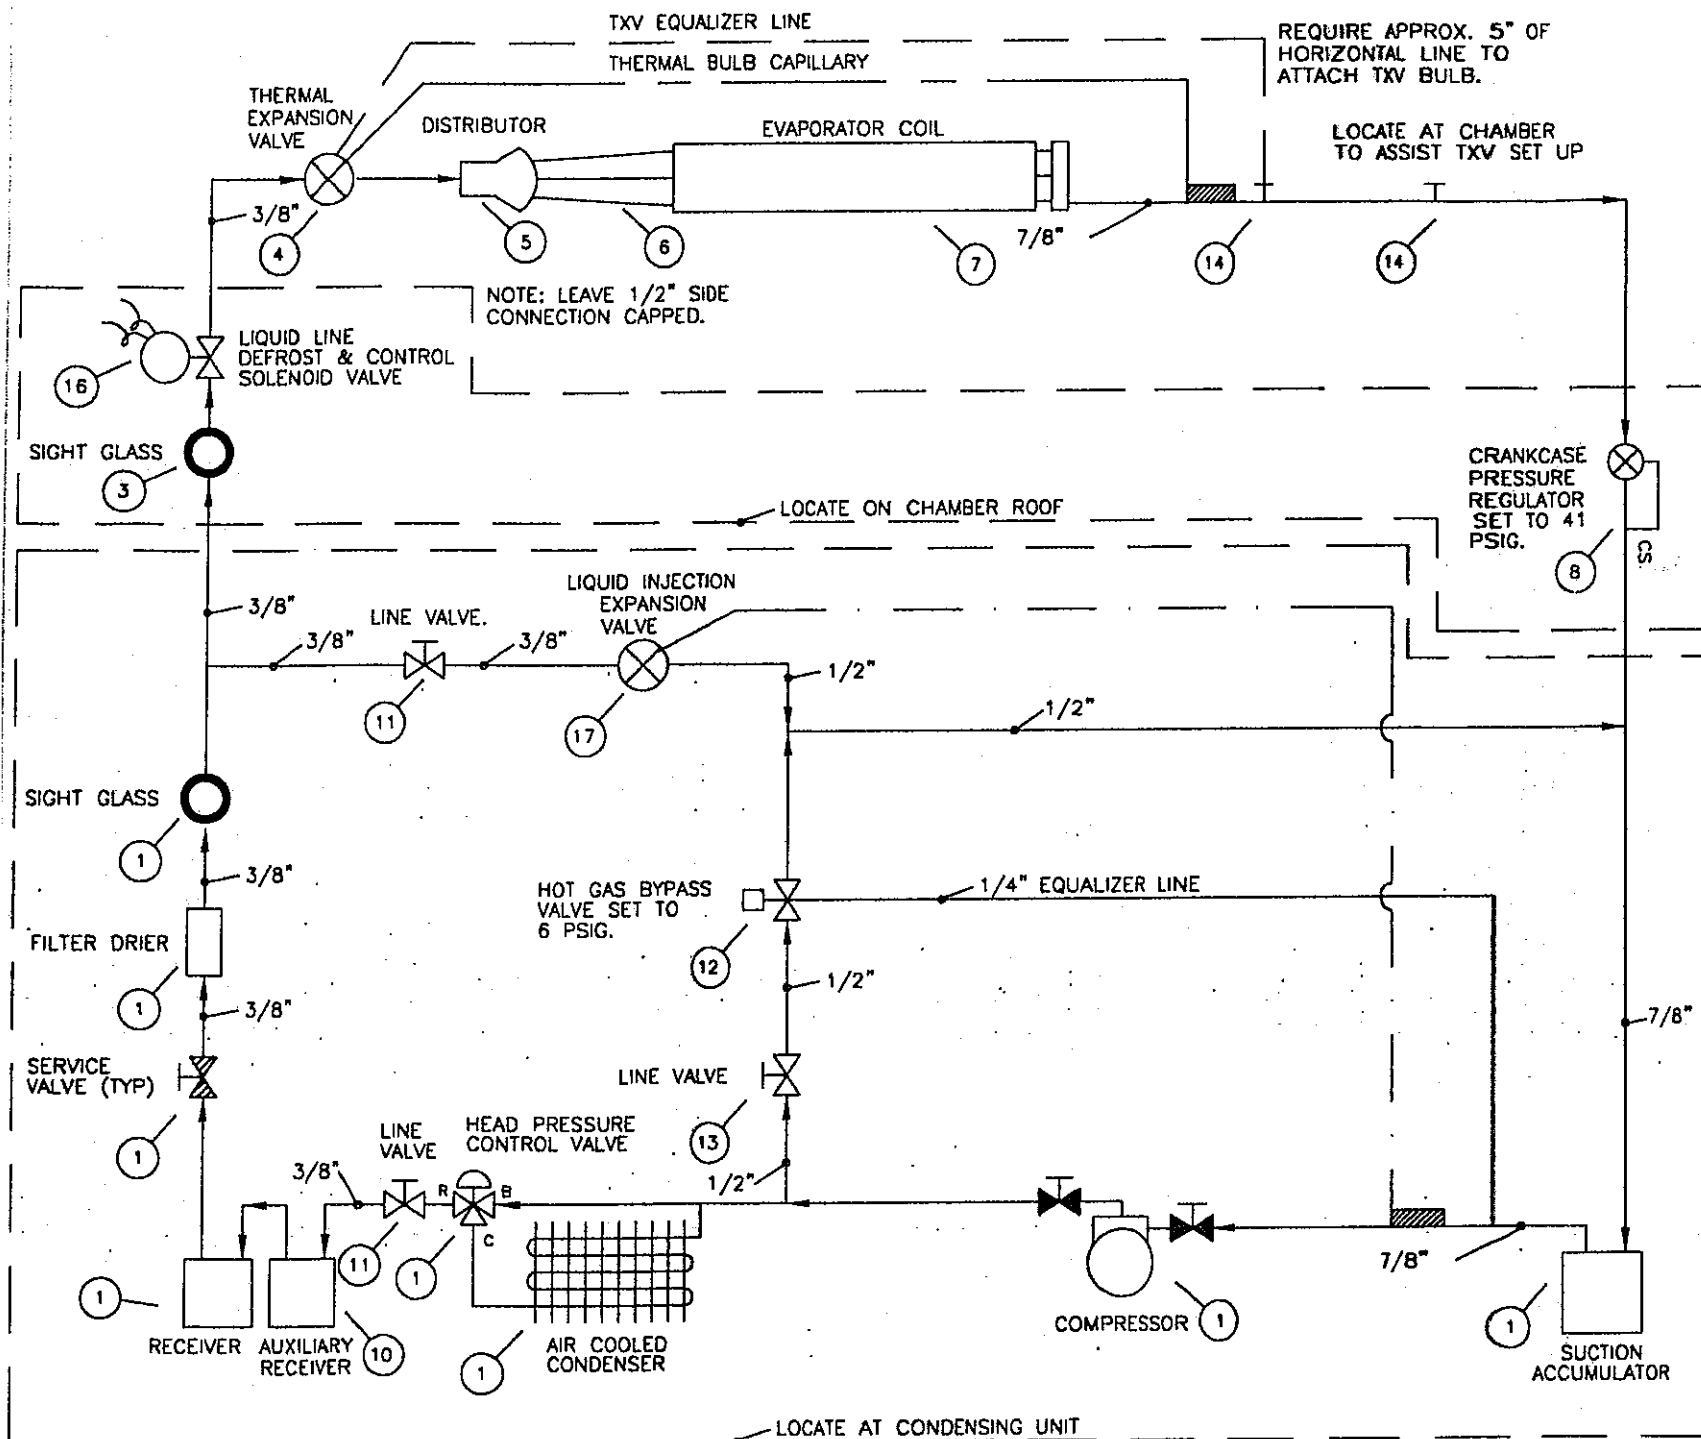 TXV EQUALIZER LINE
THERMAL BULB CAPILLARY
REQUIRE APPROX. 5" OF
HORIZONTAL LINE TO
ATTACH TXV BULB.
THERMAL
EXPANSION
VALVE
DISTRIBUTOR
EVAPORATOR COIL
LOCATE AT CHAMBER
TO ASSIST TXV SET UP
3/8"
4
5
6
7/8"
7
14
14
NOTE: LEAVE 1/2" SIDE
CONNECTION CAPPED.
LIQUID LINE
DEFROST & CONTROL
SOLENOID VALVE
16
SIGHT GLASS
3
LOCATE ON CHAMBER ROOF
CRANKCASE
PRESSURE
REGULATOR
SET TO 41
PSIG.
8
CS
3/8"
3/8"
LINE VALVE.
3/8"
LIQUID INJECTION
EXPANSION
VALVE
11
17
1/2"
1/2"
SIGHT GLASS
1
3/8"
HOT GAS BYPASS
VALVE SET TO
6 PSIG.
1/4" EQUALIZER LINE
FILTER DRIER
12
1
3/8"
1/2"
7/8"
SERVICE
VALVE (TYP)
1
LINE VALVE
13
LINE
VALVE
HEAD PRESSURE
CONTROL VALVE
3/8"
R
B
C
1/2"
11
1
7/8"
1
RECEIVER
AUXILIARY
RECEIVER
10
1
AIR COOLED
CONDENSER
COMPRESSOR
1
1
SUCTION
ACCUMULATOR
LOCATE AT CONDENSING UNIT